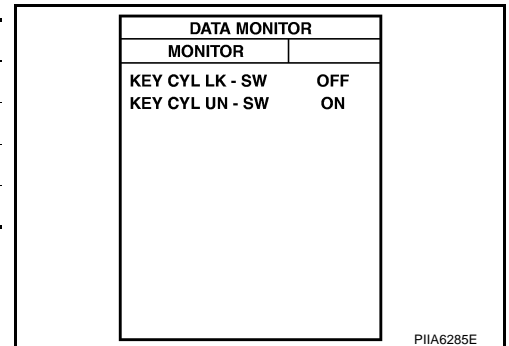 DATA MONITOR
MONITOR
KEY CYL LK - SW OFF
KEY CYL UN - SW ON
PIIA6285E